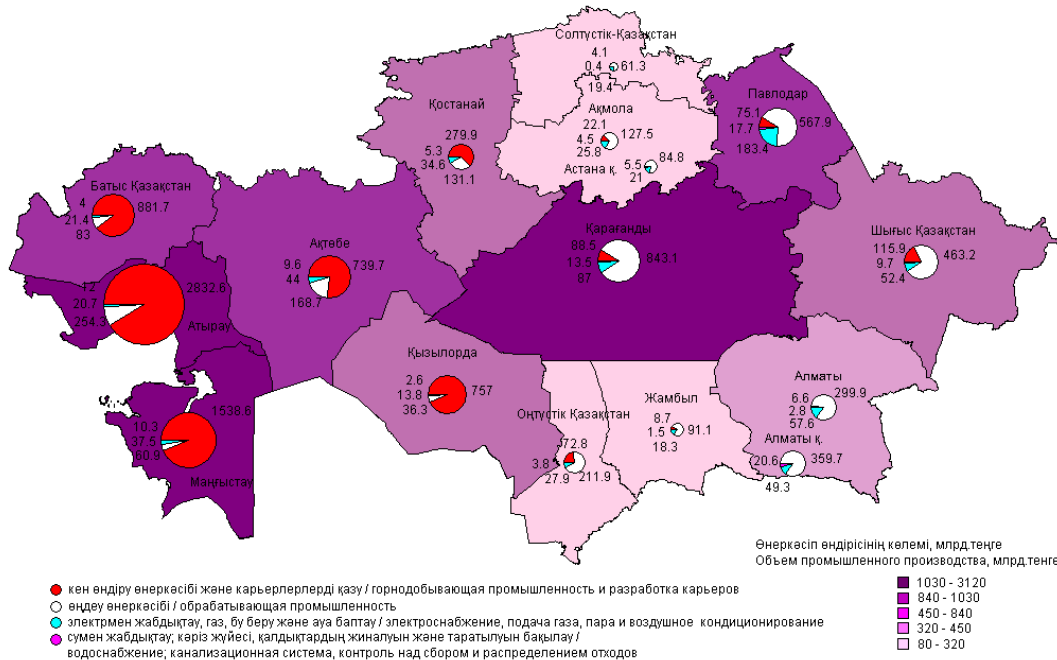 Солтүстік-Қазақстан
4.1
0.4 61.3
19.4
Қостанай
279.9
5.3
34.6
131.1
Ақмола
22.1
127.5
4.5
25.8
Астана қ.
84.8
5.5
21
Павлодар
75.1
567.9
17.7
183.4
Батыс Қазақстан
4
881.7
21.4
83
Ақтөбе
9.6
739.7
44
168.7
Қарағанды
88.5
843.1
13.5
87
Шығыс Қазақстан
115.9
463.2
9.7
52.4
2832.6
20.7
254.3
Атырау
Қызылорда
2.6
757
13.8
36.3
1538.6
10.3
37.5
60.9
Маңғыстау
Оңтүстік Қазақстан
72.8
3.8
27.9 211.9
Жамбыл
8.7
91.1
1.5
18.3
Алматы
299.9
6.6
2.8
57.6
Алматы қ.
20.6
359.7
49.3
Өнеркәсіп өндірісінің көлемі, млрд.теңге
Объем промышленного производства, млрд.тенге
1030 - 3120
840 - 1030
450 - 840
320 - 450
80 - 320
кен өндіру өнеркәсібі және карьерлерлерді қазу / горнодобывающая промышленность и разработка карьеров
өңдеу өнеркәсібі / обрабатывающая промышленность
электрмен жабдықтау, газ, бу беру және ауа баптау / электроснабжение, подача газа, пара и воздушное кондиционирование
сумен жабдықтау; кәріз жүйесі, қалдықтардың жиналуын және таратылуын бақылау /
водоснабжение; канализационная система, контроль над сбором и распределением отходов